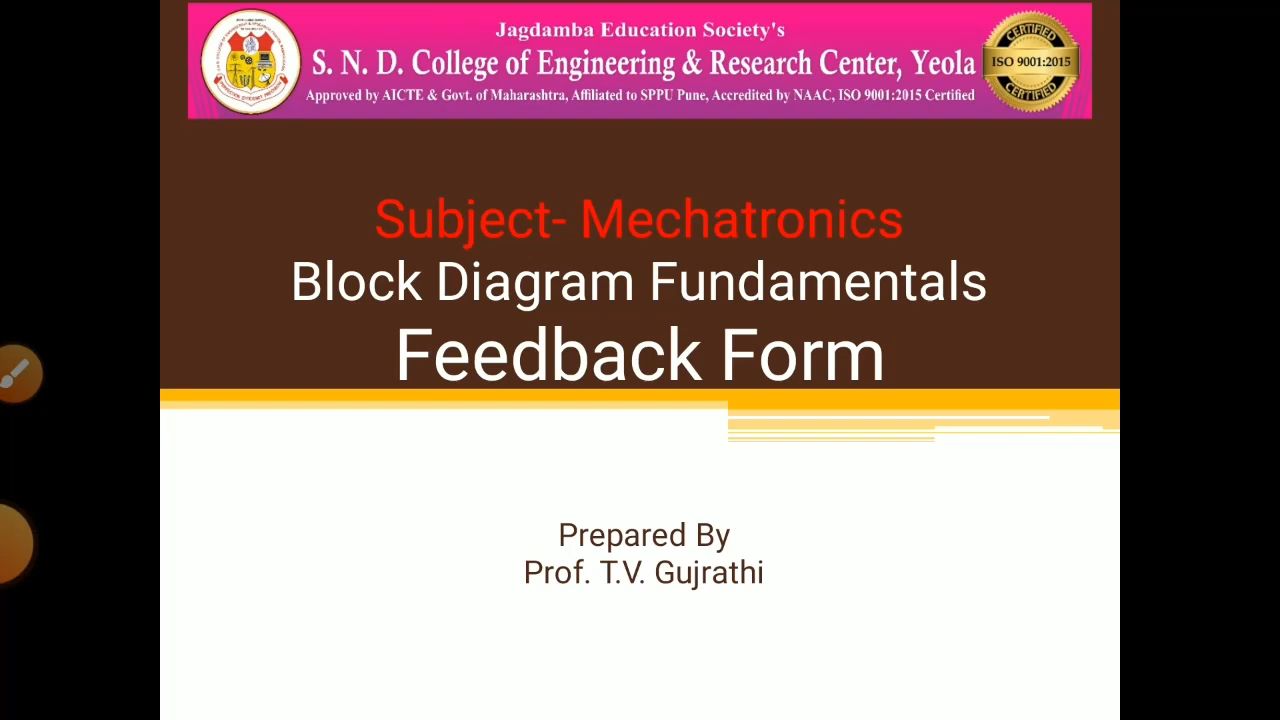 Jagdamba Education Society's
S. N. D. College of Engineering & Research Center, Yeola
Approved by AICTE & Govt. of Maharashtra, Affiliated to SPPU Pune, Accredited by NAAC, ISO 9001:2015 Certified
CERTIFIED
ISO 9001:2015
CERTIFIED
Subject- Mechatronics
Block Diagram Fundamentals
Feedback Form
Prepared By
Prof. T.V. Gujrathi